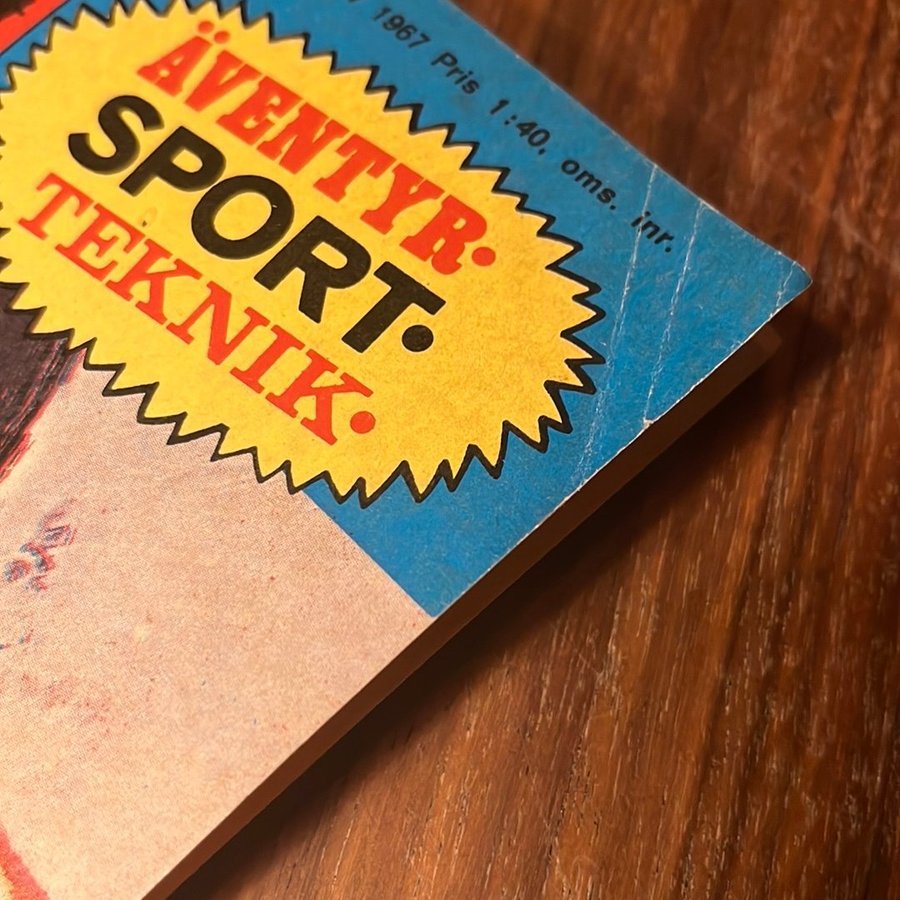 1967 Pris 1:40, oms. inr.
ÄVENTYR·
SPORT·
TEKNIK·